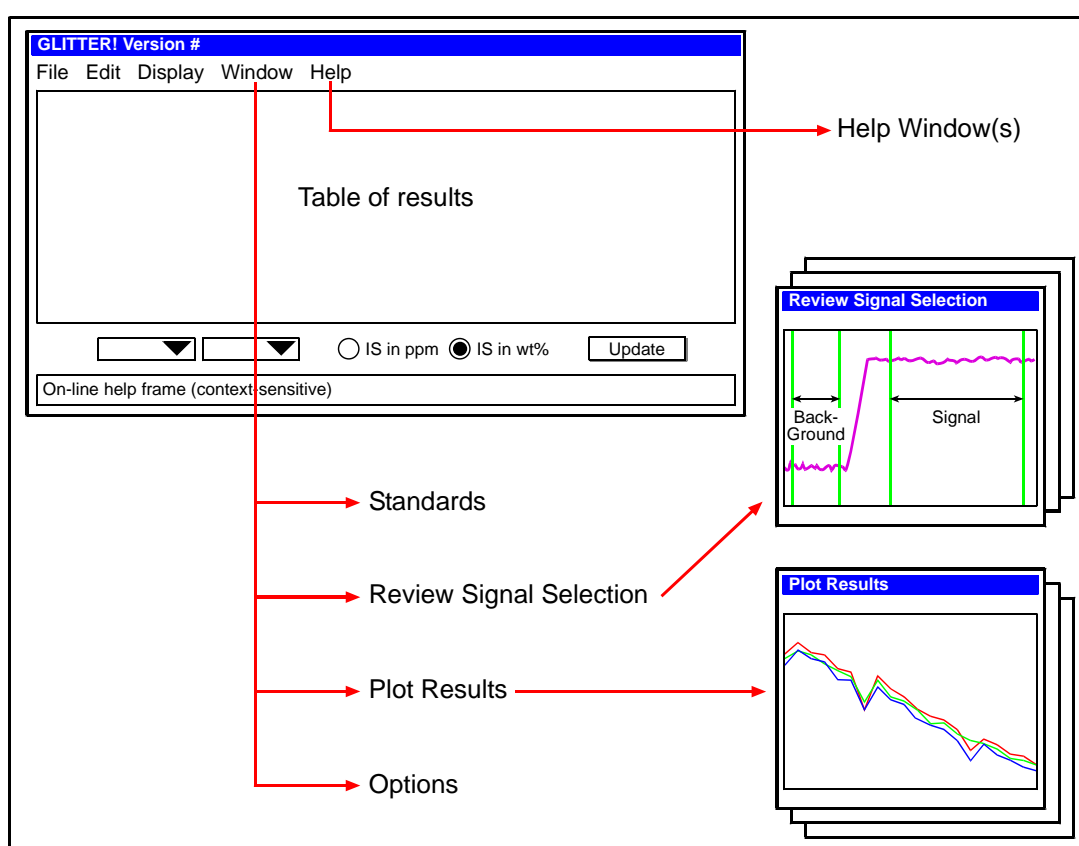 GLITTER! Version #
File Edit Display Window Help
Help Window(s)
Table of results
IS in ppm IS in wt% Update
On-line help frame (context-sensitive)
Review Signal Selection
Back-
Ground
Signal
Standards
Review Signal Selection
Plot Results
Plot Results
Options